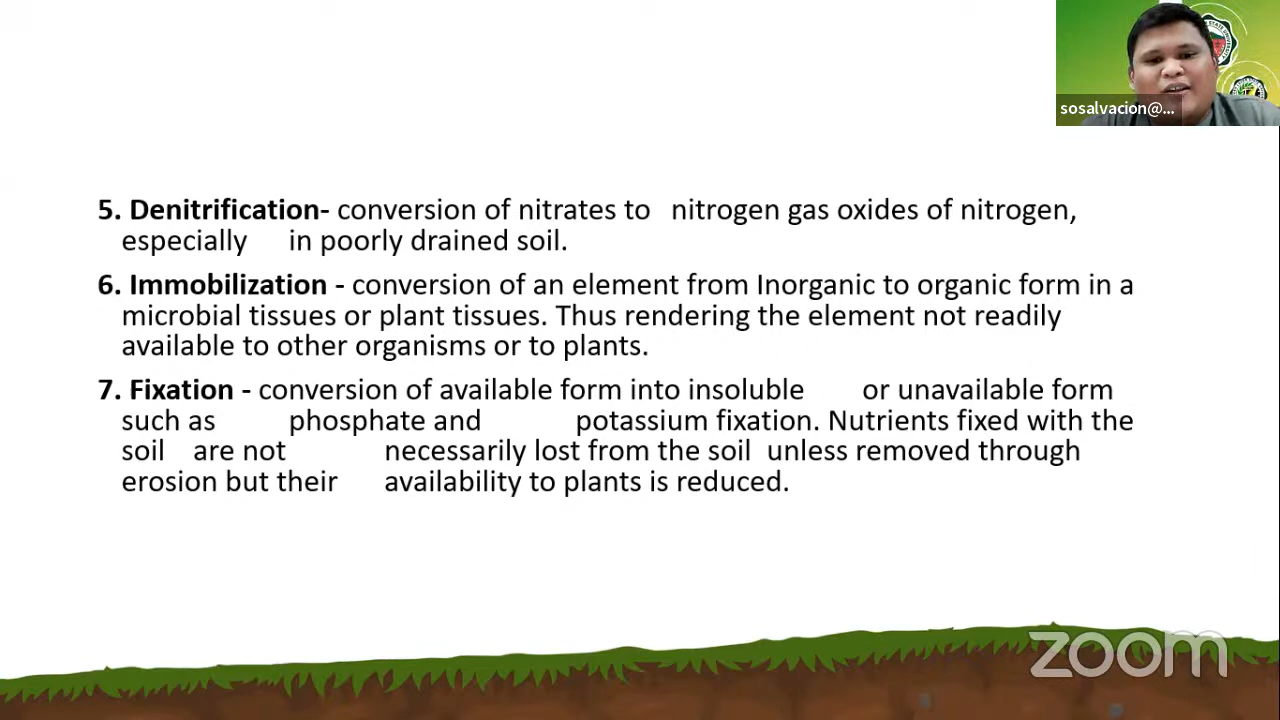 sosalvacion@...
5. Denitrification- conversion of nitrates to nitrogen gas oxides of nitrogen,
especially in poorly drained soil.
6. Immobilization - conversion of an element from Inorganic to organic form in a
microbial tissues or plant tissues. Thus rendering the element not readily
available to other organisms or to plants.
7. Fixation - conversion of available form into insoluble or unavailable form
such as phosphate and potassium fixation. Nutrients fixed with the
soil are not necessarily lost from the soil unless removed through
erosion but their availability to plants is reduced.
zoom